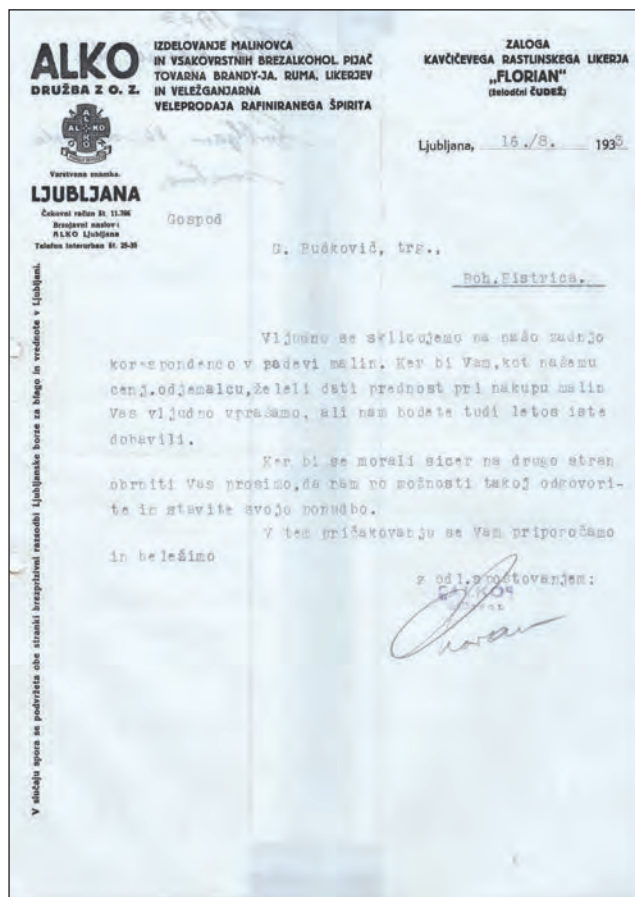 ALKO
DRUŽBA Z O. Z.
ALKO
ALKO
Varstvena znamka.
LJUBLJANA
Čekovni račun št. 11.706
Brzojavni naslov:
ALKO Ljubljana
Telefon interurban št. 25-35
IZDELOVANJE MALINOVCA
IN VSAKOVRSTNIH BREZALKOHOL. PIJAČ
TOVARNA BRANDY-JA, RUMA, LIKERJEV
IN VELEŽGANJARNA
VELEPRODAJA RAFINIRANEGA ŠPIRITA
ZALOGA
KAVČIČEVEGA RASTLINSKEGA LIKERJA
„FLORIAN“
(želodčni ČUDEŽ)
Ljubljana, 16./8. 1933
Gospod
trg.,
Boh.Bistrica.
Vljudno se sklicujemo na našo zadnjo
korespondenco v zadevi malin. Ker bi Vam,kot našemu
cenj.odjemalcu,želeli dati prednost pri nakupu malin
Vas vljudno vprašamo, ali nam bodete tudi letos iste
dobavili.
Ker bi se morali sicer na drugo stran
obrniti Vas prosimo,da nam po možnosti takoj odgovori-
te in stavite svojo ponudbo.
V tem pričakovanju se Vam priporočamo
in beležimo
z odl.spoštovanjem:
V slučaju spora se podvržeta obe stranki brezprizivni razsodbi Ljubljanske borze za blago in vrednote v Ljubljani.